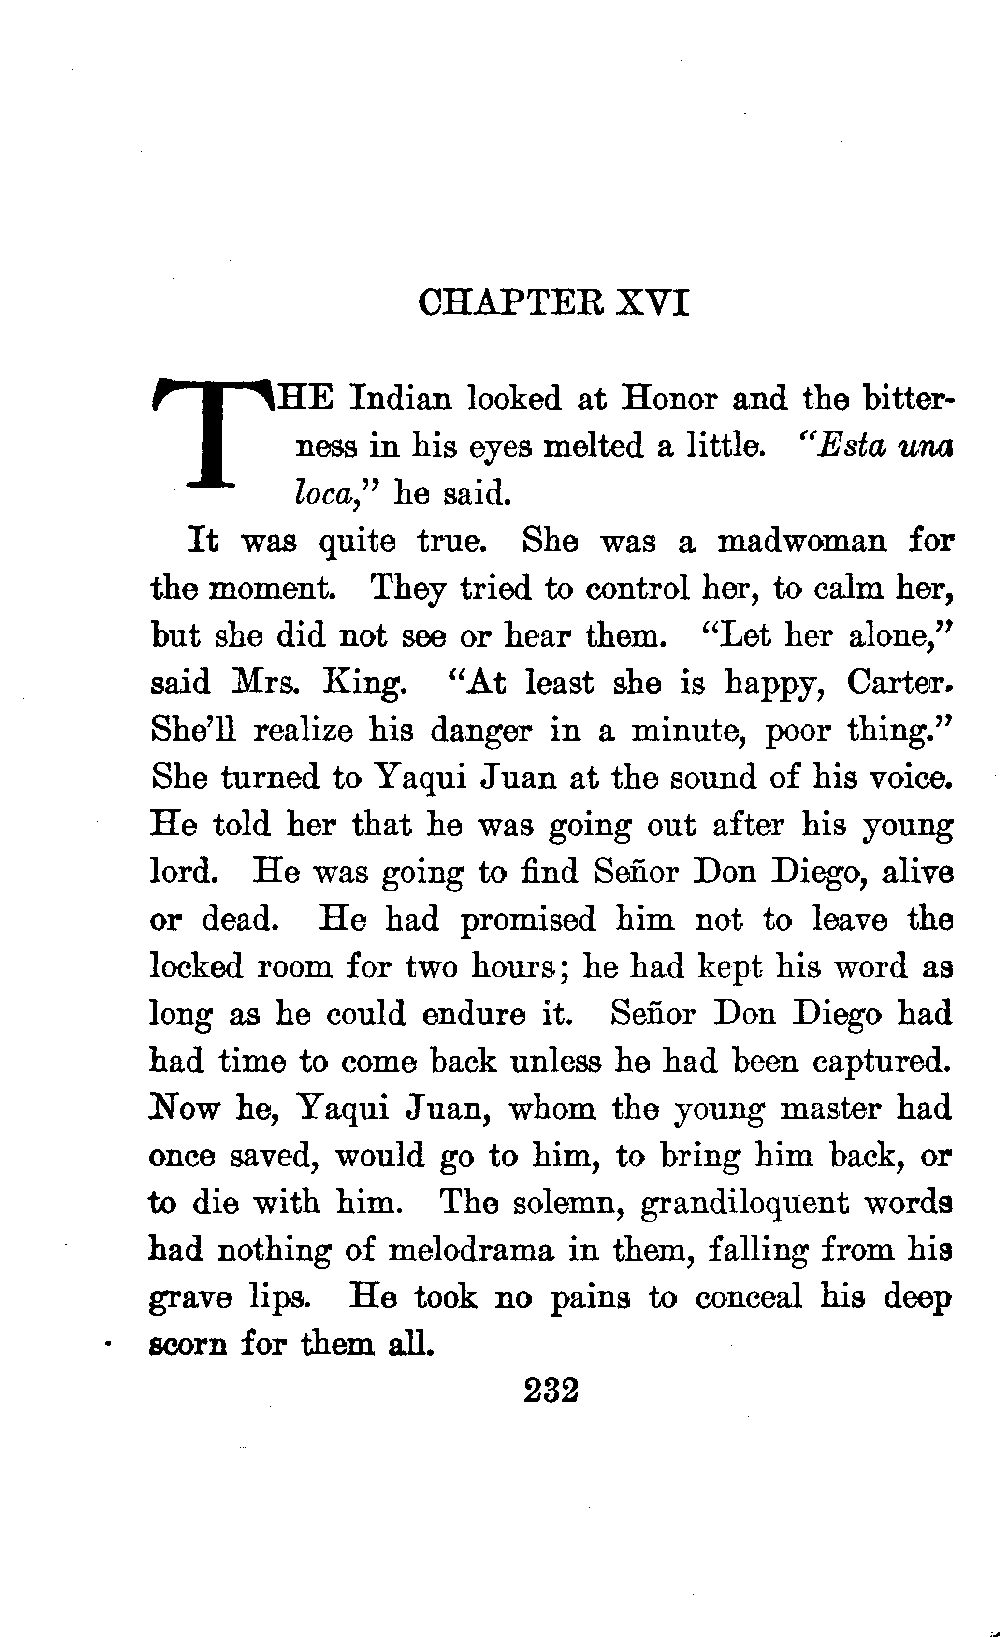 CHAPTER XVI
THE Indian looked at Honor and the bitter-
ness in his eyes melted a little. "Esta una
loca," he said.
It was quite true. She was a madwoman for
the moment. They tried to control her, to calm her,
but she did not see or hear them. "Let her alone,"
said Mrs. King. "At least she is happy, Carter.
She'll realize his danger in a minute, poor thing."
She turned to Yaqui Juan at the sound of his voice.
He told her that he was going out after his young
lord. He was going to find Señor Don Diego, alive
or dead. He had promised him not to leave the
locked room for two hours; he had kept his word as
long as he could endure it. Señor Don Diego had
had time to come back unless he had been captured.
Now he, Yaqui Juan, whom the young master had
once saved, would go to him, to bring him back, or
to die with him. The solemn, grandiloquent words
had nothing of melodrama in them, falling from his
grave lips. He took no pains to conceal his deep
scorn for them all.
232